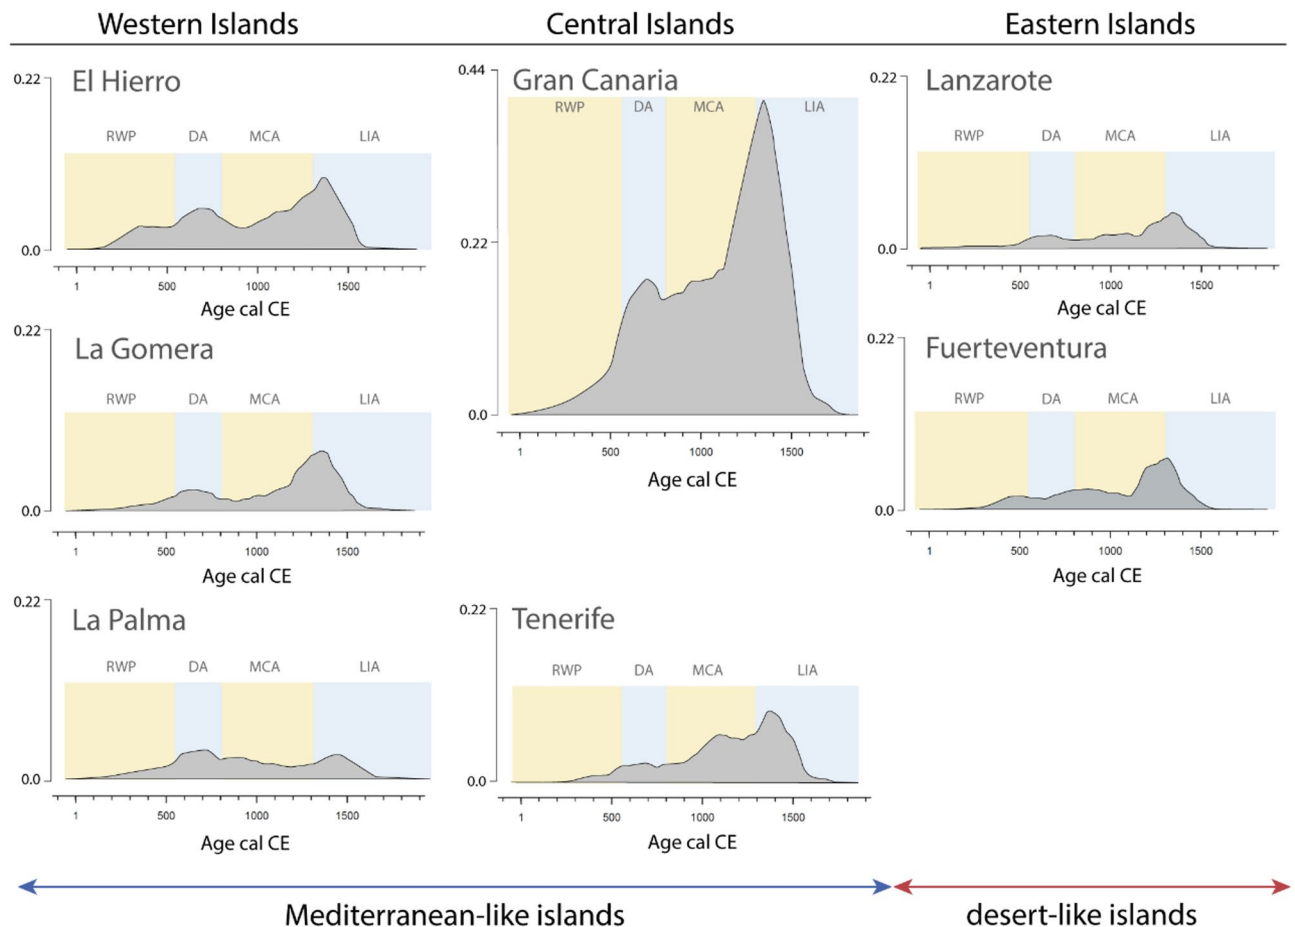 Western Islands
Central Islands
Eastern Islands
0.22
El Hierro
RWP DA MCA LIA
0.0
1 500 1000 1500
Age cal CE
0.22
La Gomera
RWP DA MCA LIA
0.0
1 500 1000 1500
Age cal CE
0.22
La Palma
RWP DA MCA LIA
0.0
1 500 1000 1500
Age cal CE
0.44
Gran Canaria
RWP DA MCA LIA
0.22
0.0
1 500 1000 1500
Age cal CE
0.22
Tenerife
RWP DA MCA LIA
0.0
1 500 1000 1500
Age cal CE
0.22
Lanzarote
RWP DA MCA LIA
0.0
1 500 1000 1500
Age cal CE
0.22
Fuerteventura
RWP DA MCA LIA
0.0
1 500 1000 1500
Age cal CE
Mediterranean-like islands
desert-like islands